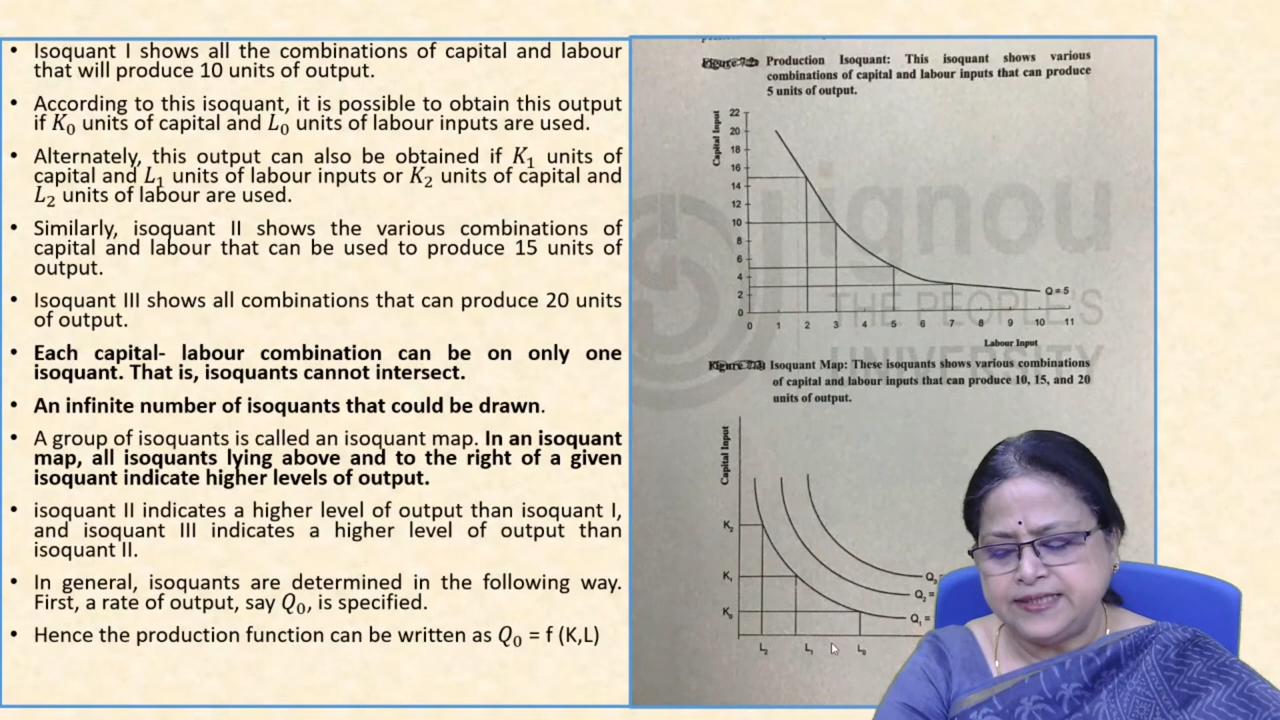 • Isoquant I shows all the combinations of capital and labour
that will produce 10 units of output.
• According to this isoquant, it is possible to obtain this output
if K₀ units of capital and L₀ units of labour inputs are used.
• Alternately, this output can also be obtained if K₁ units of
capital and L₁ units of labour inputs or K₂ units of capital and
L₂ units of labour are used.
• Similarly, isoquant II shows the various combinations of
capital and labour that can be used to produce 15 units of
output.
• Isoquant III shows all combinations that can produce 20 units
of output.
• Each capital- labour combination can be on only one
isoquant. That is, isoquants cannot intersect.
• An infinite number of isoquants that could be drawn.
• A group of isoquants is called an isoquant map. In an isoquant
map, all isoquants lying above and to the right of a given
isoquant indicate higher levels of output.
• isoquant II indicates a higher level of output than isoquant I,
and isoquant III indicates a higher level of output than
isoquant II.
• In general, isoquants are determined in the following way.
First, a rate of output, say Q₀, is specified.
• Hence the production function can be written as Q₀ = f (K,L)
Production Isoquant: This isoquant shows various
combinations of capital and labour inputs that can produce
5 units of output.
Capital Input
22
20
18
16
14
12
10
8
6
4
2
0
Q = 5
0 1 2 3 4 5 6 7 8 9 10 11
Labour Input
ignou
THE PEOPLE'S
UNIVERSITY
Isoquant Map: These isoquants shows various combinations
of capital and labour inputs that can produce 10, 15, and 20
units of output.
Capital Input
K₂
K₁
K₀
Q₂ =
Q₁ =
L₂ L₁ L₀